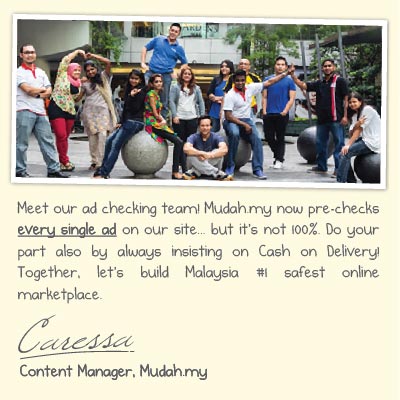 Meet our ad checking team! Mudah.my now pre-checks
every single ad on our site... but it's not 100%. Do your
part also by always insisting on Cash on Delivery!
Together, let's build Malaysia #1 safest online
marketplace.
Caressa
Content Manager, Mudah.my